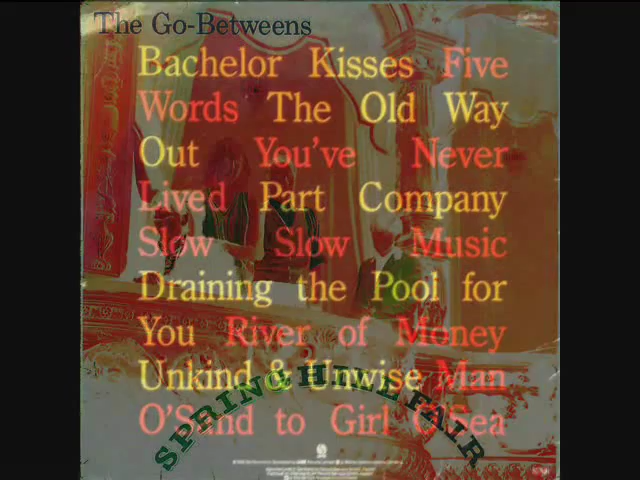 The Go-Betweens
Bachelor Kisses Five
Words The Old Way
Out You've Never
Lived Part Company
Slow Slow Music
Draining the Pool for
You River of Money
Unkind & Unwise Man
O'Sand to Girl O'Sea
SPRING HILL FAIR